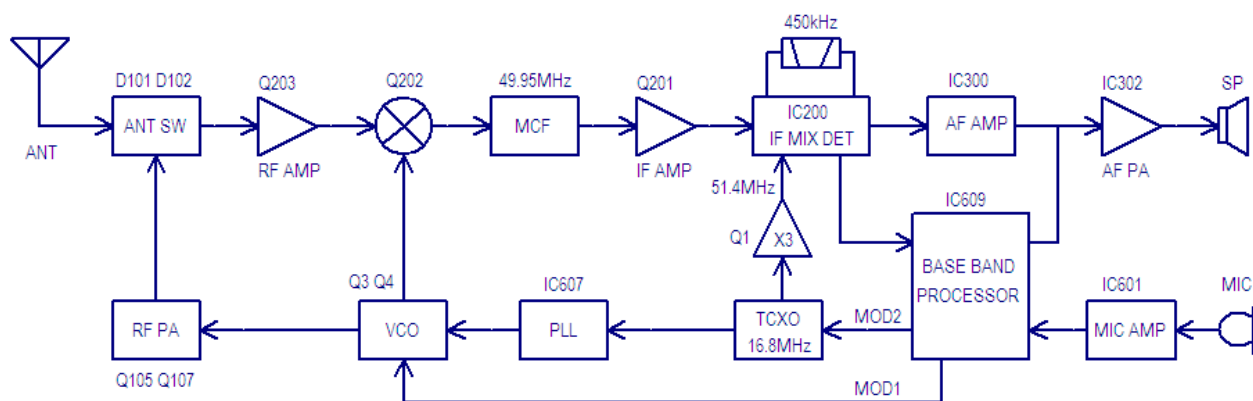 450kHz
D101 D102
Q203
Q202
49.95MHz
Q201
IC300
IC302
SP
ANT SW
MCF
IC200
IF MIX DET
AF AMP
ANT
RF AMP
IF AMP
AF PA
51.4MHz
IC609
Q1
X3
BASE BAND
PROCESSOR
Q3 Q4
IC607
IC601
MIC
RF PA
VCO
PLL
TCXO
16.8MHz
MOD2
MIC AMP
Q105 Q107
MOD1